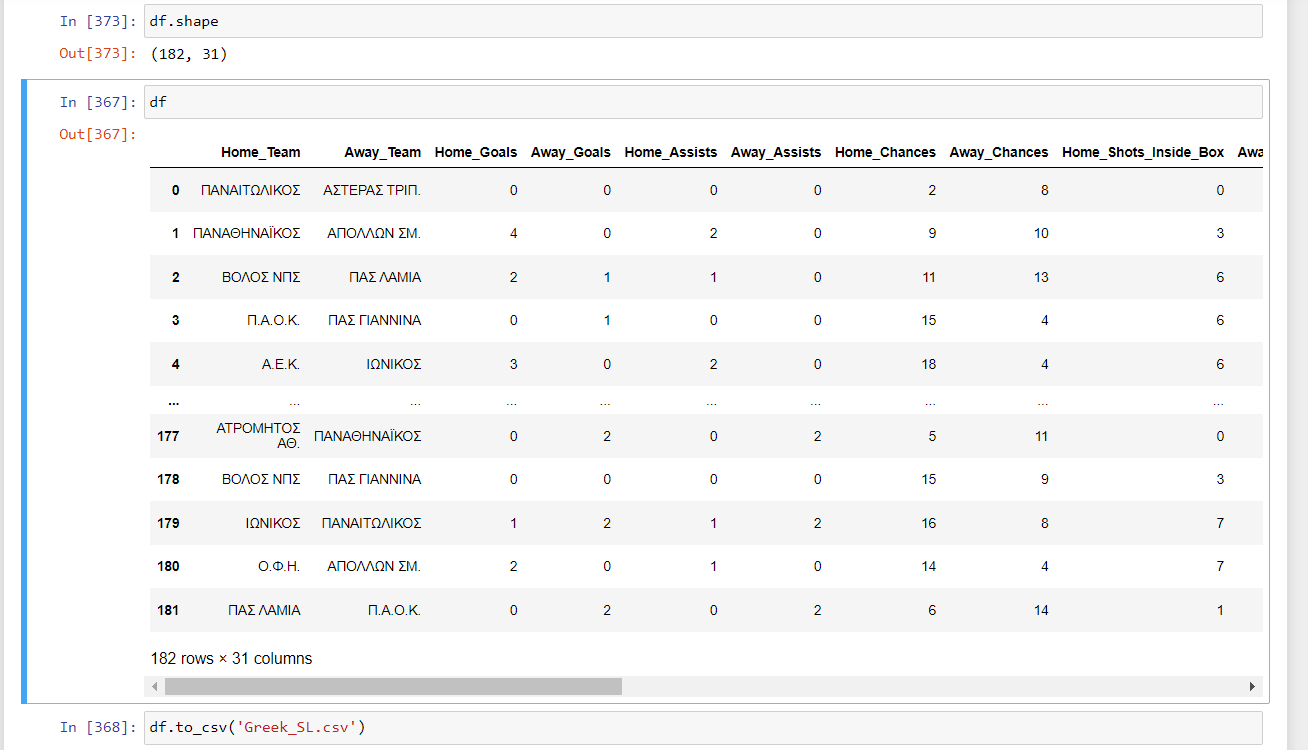 In [373]: df.shape
Out[373]: (182, 31)
In [367]: df
Out[367]:
Home_Team Away_Team Home_Goals Away_Goals Home_Assists Away_Assists Home_Chances Away_Chances Home_Shots_Inside_Box Awa
0 ΠΑΝΑΙΤΩΛΙΚΟΣ ΑΣΤΕΡΑΣ ΤΡΙΠ. 0 0 0 0 2 8 0
1 ΠΑΝΑΘΗΝΑΪΚΟΣ ΑΠΟΛΛΩΝ ΣΜ. 4 0 2 0 9 10 3
2 ΒΟΛΟΣ ΝΠΣ ΠΑΣ ΛΑΜΙΑ 2 1 1 0 11 13 6
3 Π.Α.Ο.Κ. ΠΑΣ ΓΙΑΝΝΙΝΑ 0 1 0 0 15 4 6
4 Α.Ε.Κ. ΙΩΝΙΚΟΣ 3 0 2 0 18 4 6
... ... ... ... ... ... ... ... ... ...
177 ΑΤΡΟΜΗΤΟΣ ΑΘ. ΠΑΝΑΘΗΝΑΪΚΟΣ 0 2 0 2 5 11 0
178 ΒΟΛΟΣ ΝΠΣ ΠΑΣ ΓΙΑΝΝΙΝΑ 0 0 0 0 15 9 3
179 ΙΩΝΙΚΟΣ ΠΑΝΑΙΤΩΛΙΚΟΣ 1 2 1 2 16 8 7
180 Ο.Φ.Η. ΑΠΟΛΛΩΝ ΣΜ. 2 0 1 0 14 4 7
181 ΠΑΣ ΛΑΜΙΑ Π.Α.Ο.Κ. 0 2 0 2 6 14 1
182 rows × 31 columns
In [368]: df.to_csv('Greek_SL.csv')